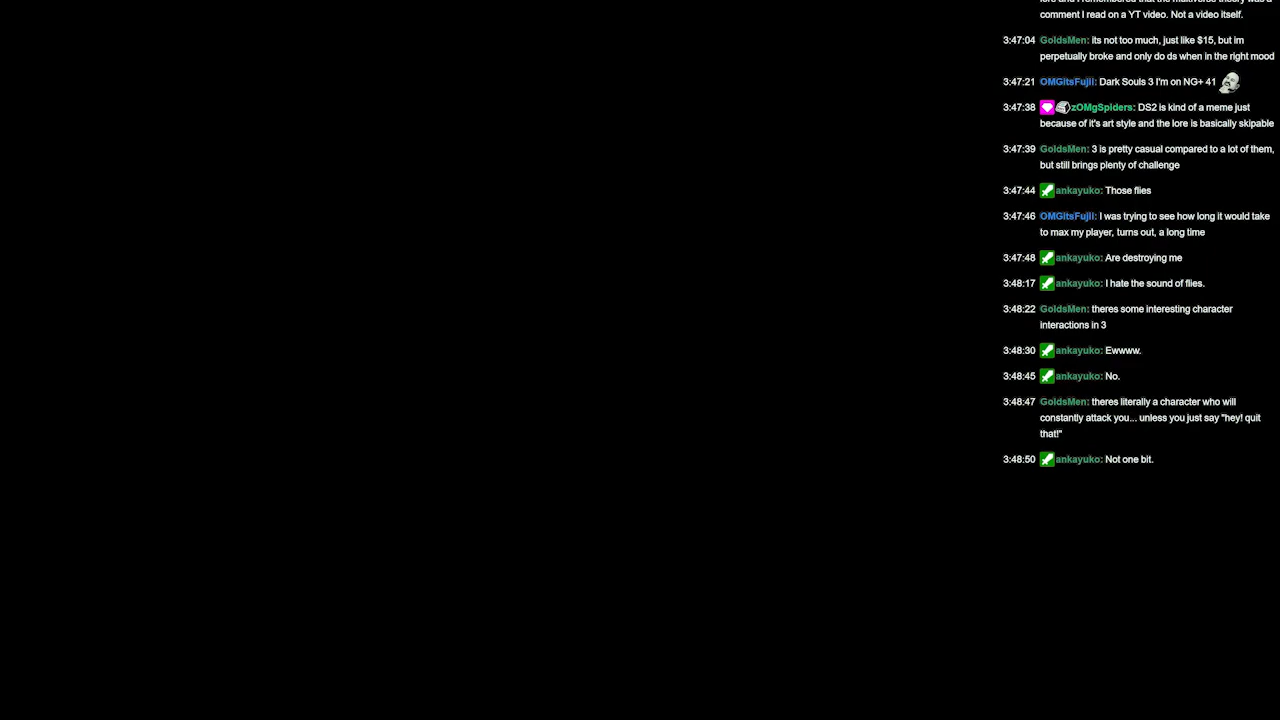 comment I read on a YT video. Not a video itself.
3:47:04 GoldsMen: its not too much, just like $15, but im
perpetually broke and only do ds when in the right mood
3:47:21 OMGItsFujii: Dark Souls 3 I'm on NG+ 41
3:47:38 zOMgSpiders: DS2 is kind of a meme just
because of it's art style and the lore is basically skipable
3:47:39 GoldsMen: 3 is pretty casual compared to a lot of them,
but still brings plenty of challenge
3:47:44 ankayuko: Those flies
3:47:46 OMGItsFujii: I was trying to see how long it would take
to max my player, turns out, a long time
3:47:48 ankayuko: Are destroying me
3:48:17 ankayuko: I hate the sound of flies.
3:48:22 GoldsMen: theres some interesting character
interactions in 3
3:48:30 ankayuko: Ewwww.
3:48:45 ankayuko: No.
3:48:47 GoldsMen: theres literally a character who will
constantly attack you... unless you just say "hey! quit
that!"
3:48:50 ankayuko: Not one bit.